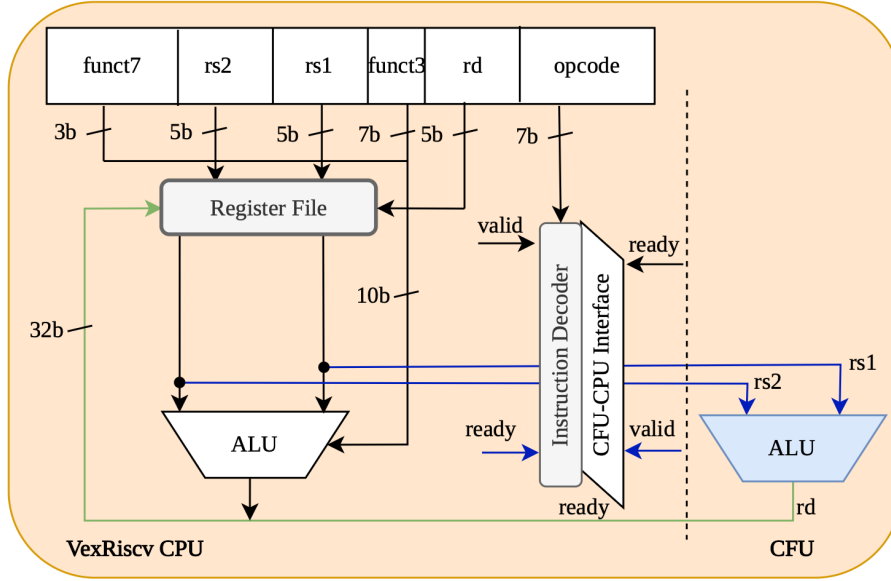 funct7 rs2 rs1 funct3 rd opcode
3b 5b 5b 7b 5b 7b
Register File
valid
ready
10b
32b
Instruction Decoder
CFU-CPU Interface
rs1
rs2
ready
valid
ALU
ALU
ready
rd
VexRiscv CPU
CFU